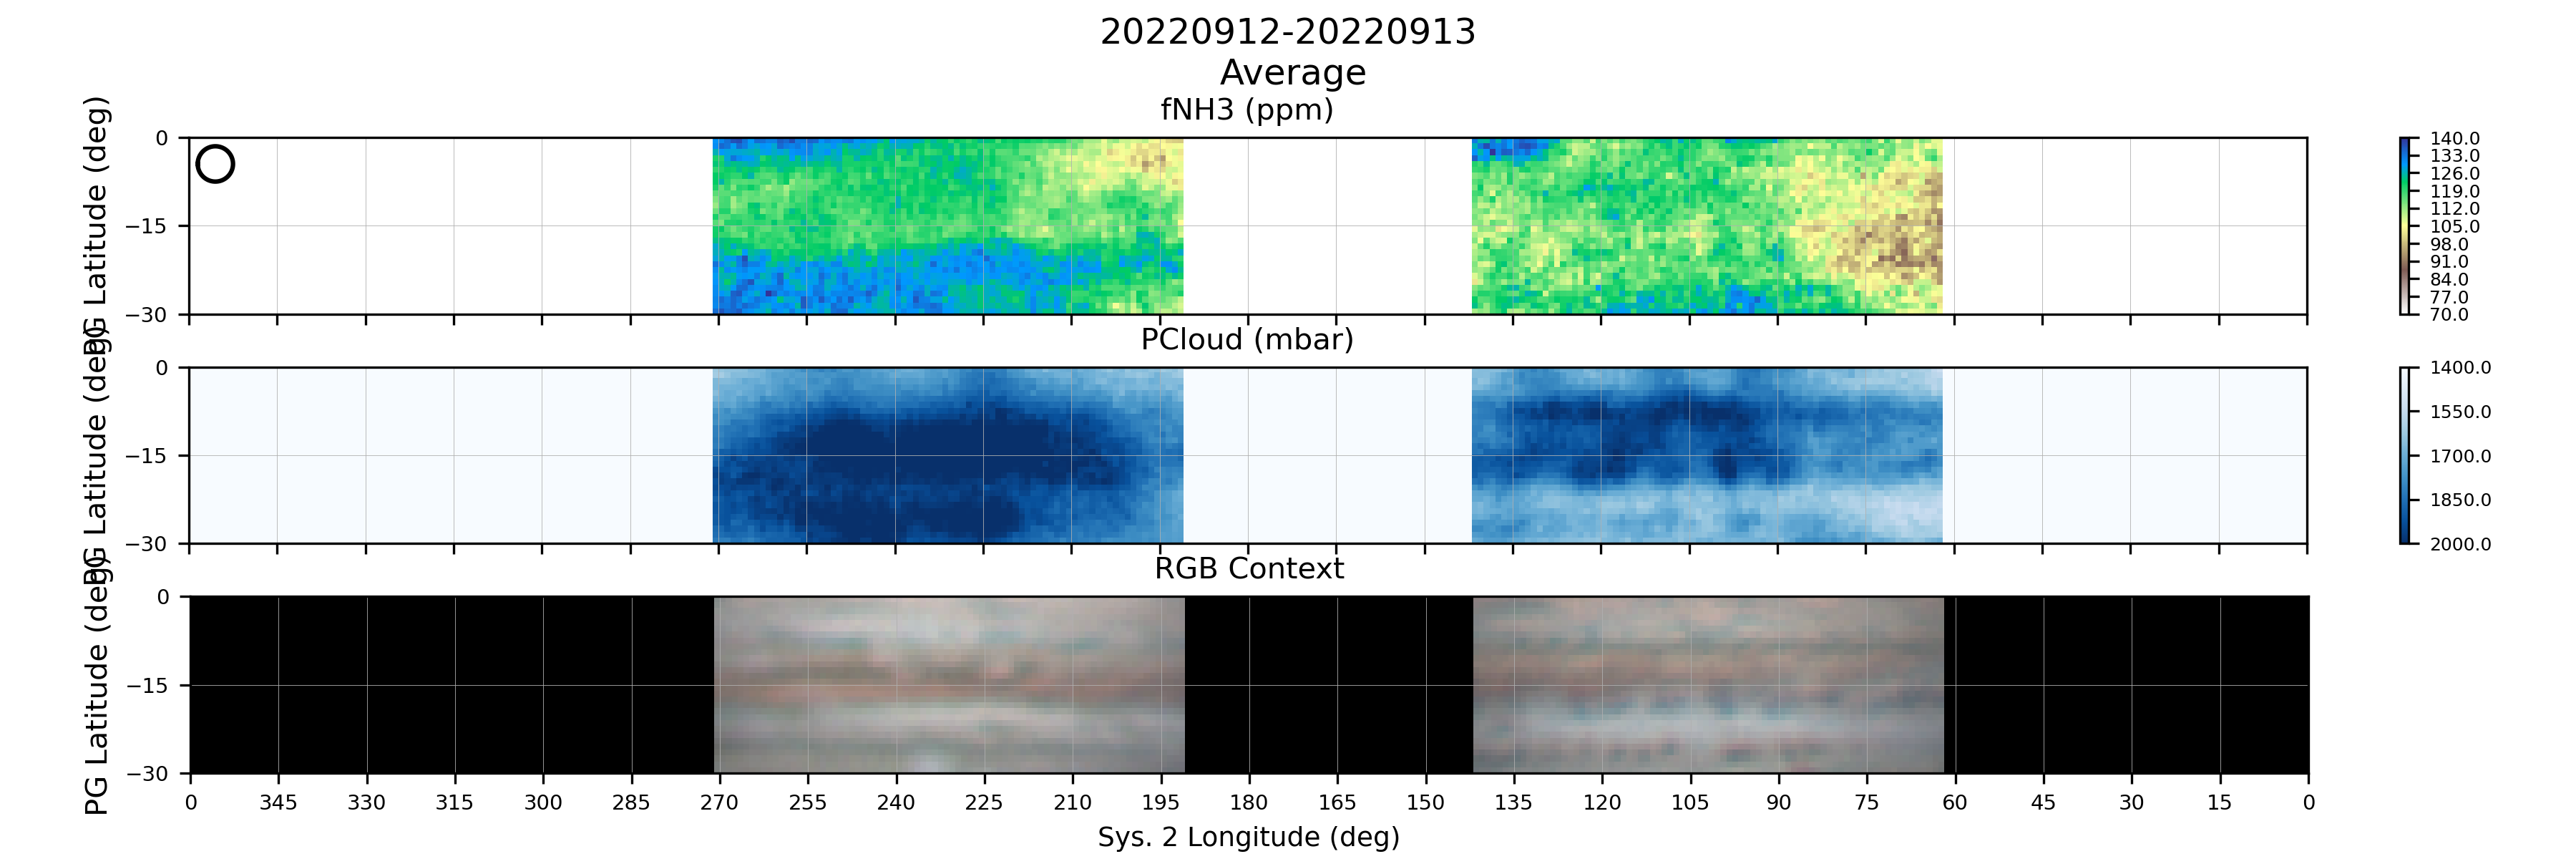 20220912-20220913
Average
fNH3 (ppm)
PG Latitude (deg)
0
−15
−30
140.0
133.0
126.0
119.0
112.0
105.0
98.0
91.0
84.0
77.0
70.0
PCloud (mbar)
PG Latitude (deg)
0
−15
−30
1400.0
1550.0
1700.0
1850.0
2000.0
RGB Context
PG Latitude (deg)
0
−15
−30
0 345 330 315 300 285 270 255 240 225 210 195 180 165 150 135 120 105 90 75 60 45 30 15 0
Sys. 2 Longitude (deg)